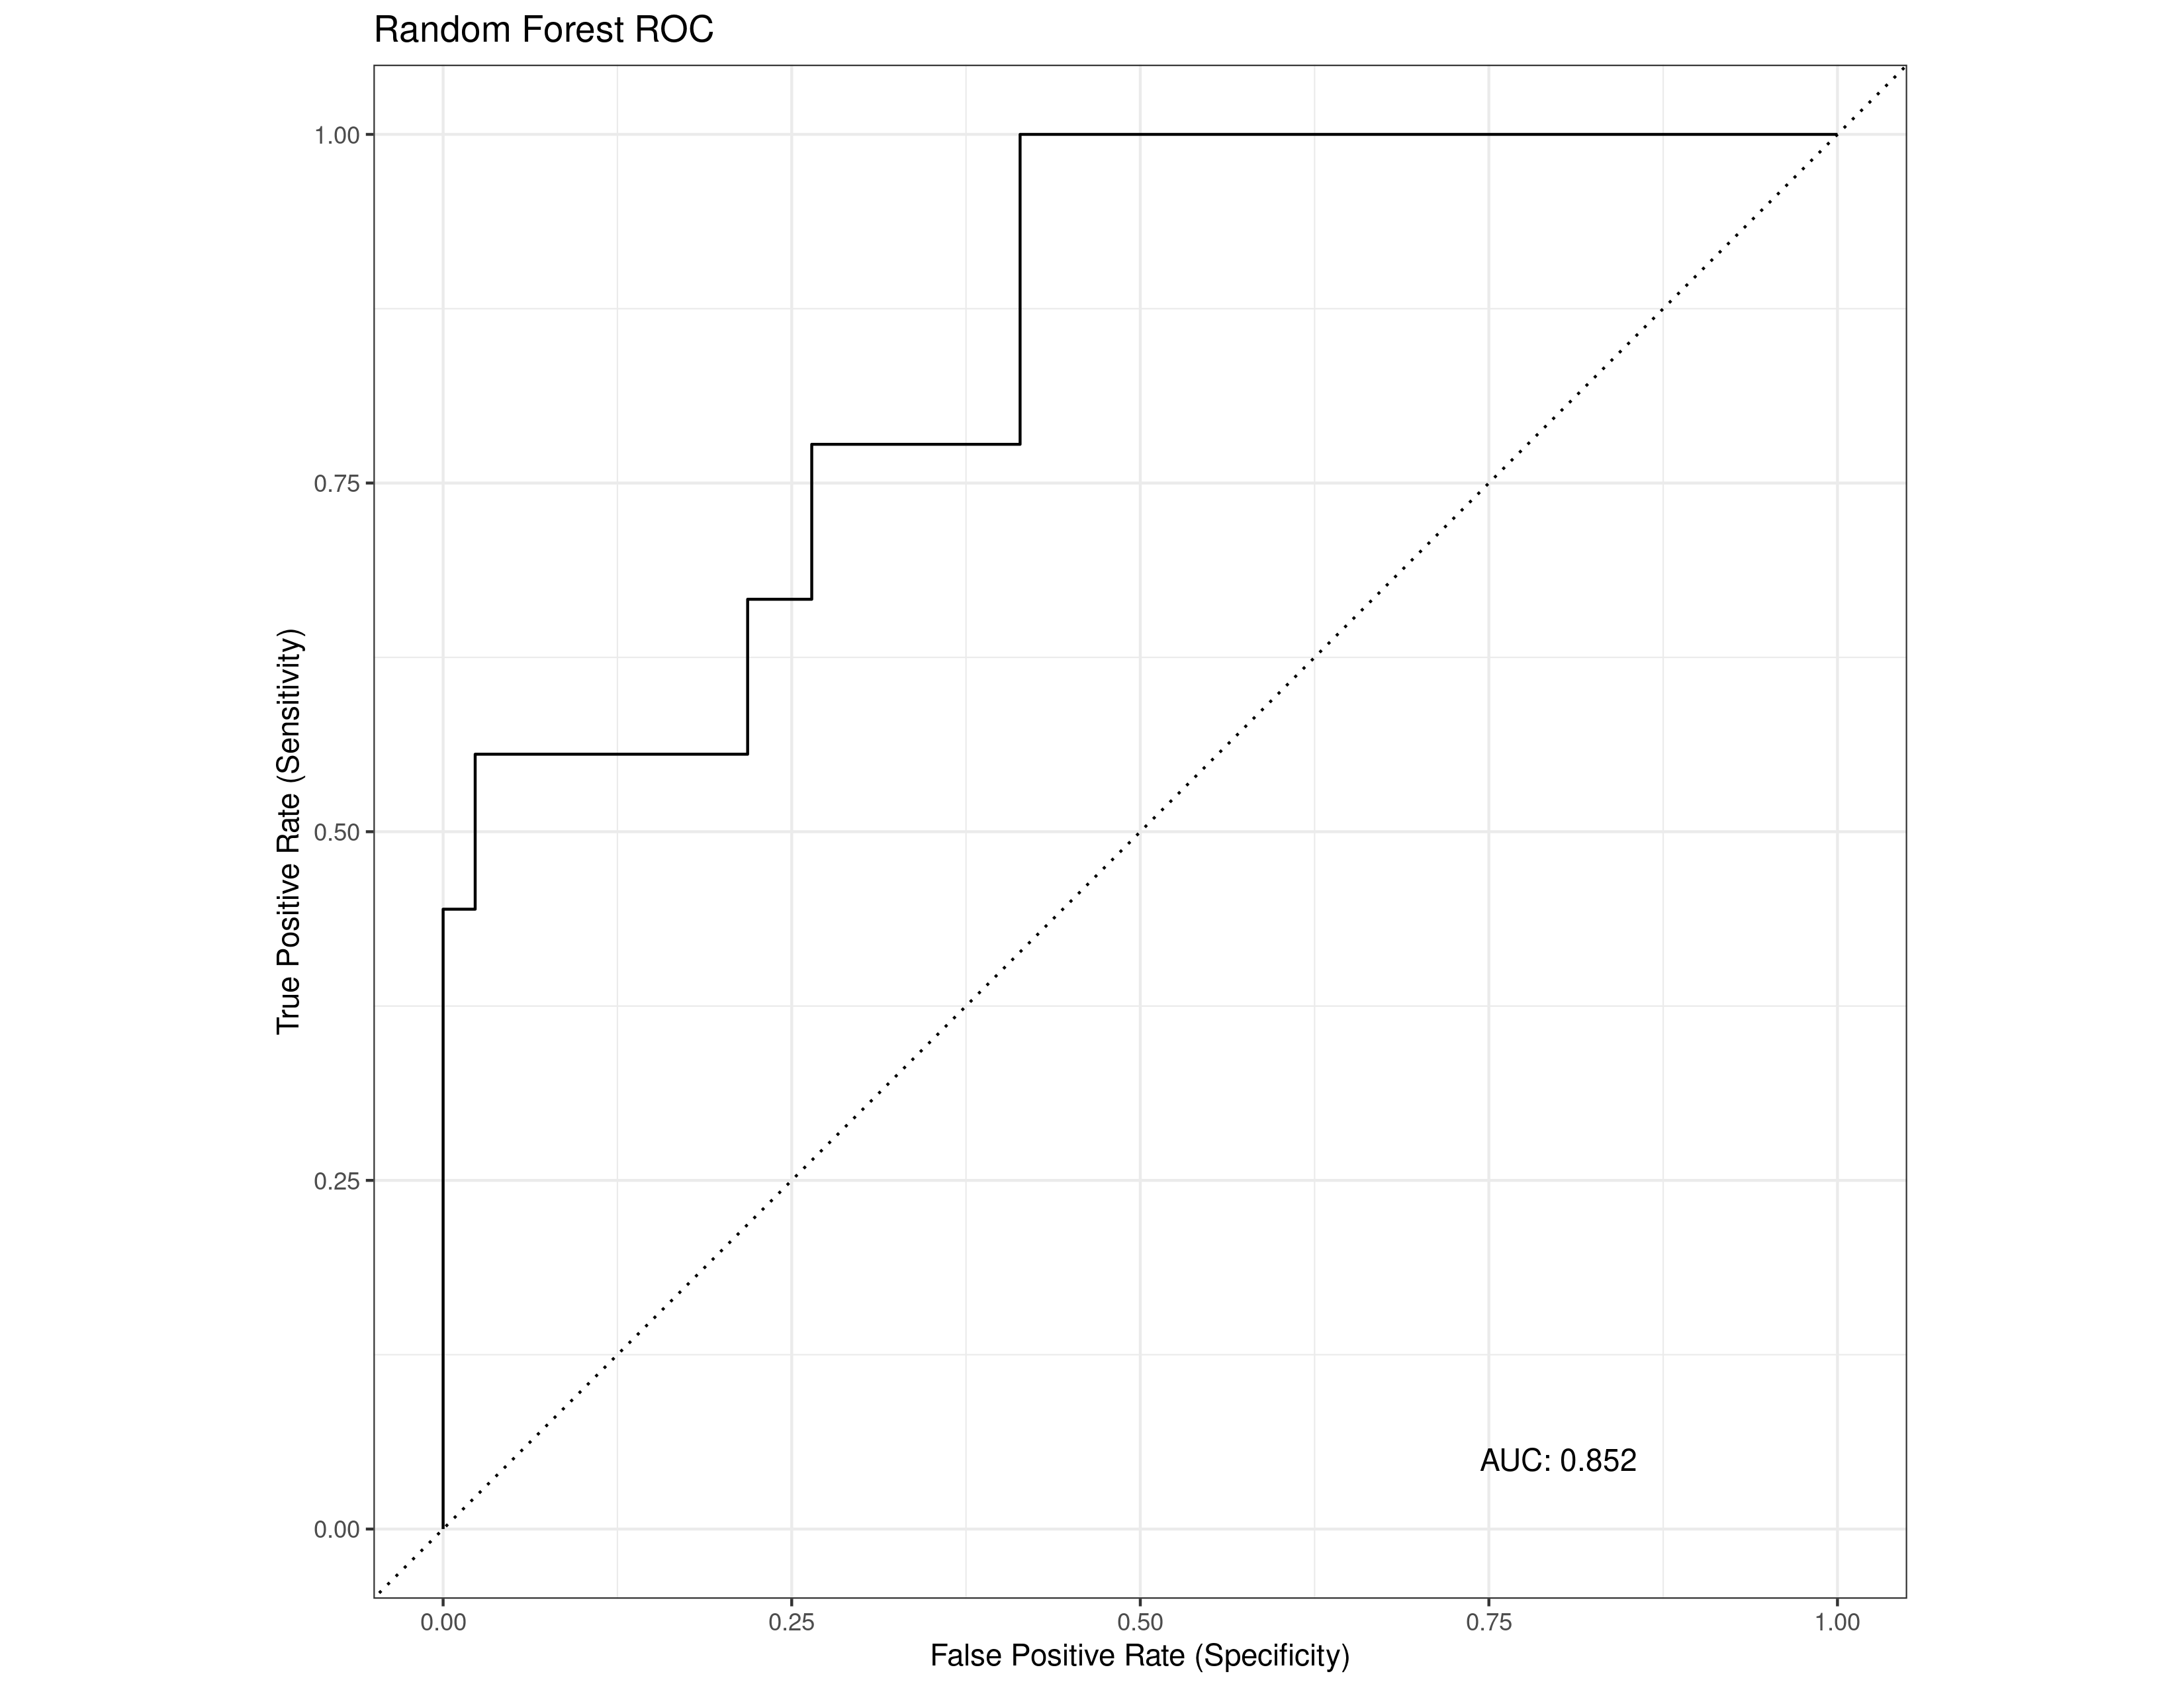 Random Forest ROC
1.00
0.75
0.50
0.25
0.00
True Positive Rate (Sensitivity)
AUC: 0.852
0.00 0.25 0.50 0.75 1.00
False Positive Rate (Specificity)